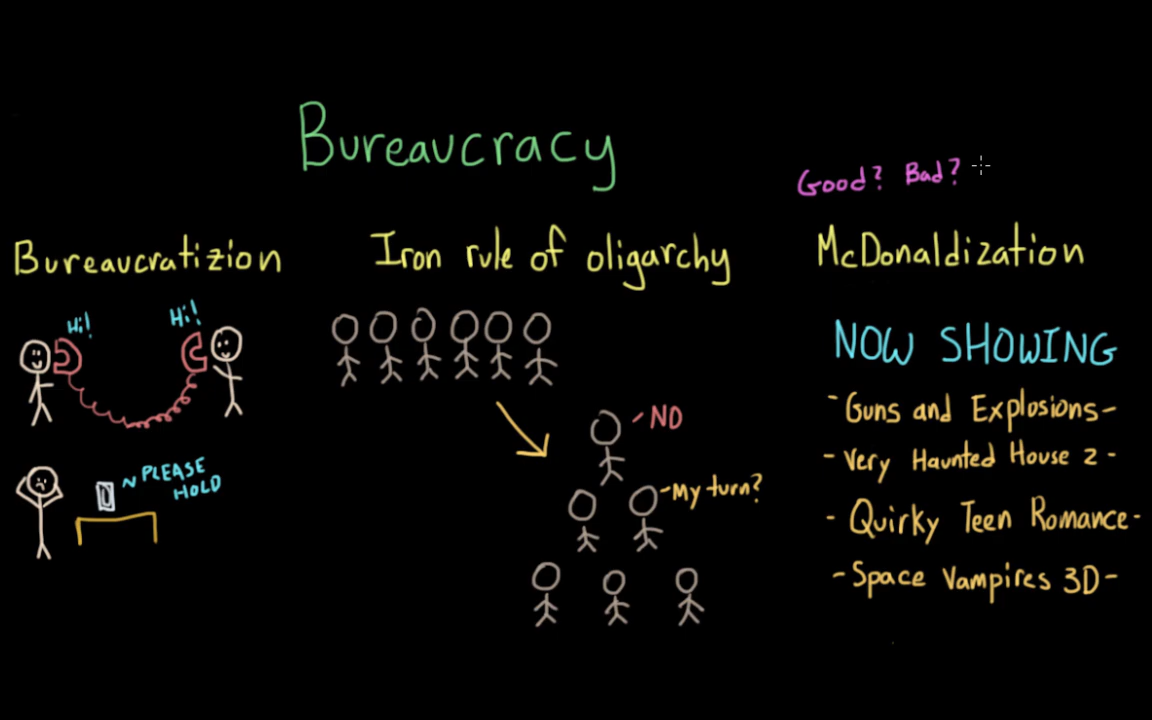 Bureaucracy
Good? Bad?
Bureaucratizion
Hi!
Hi!
~ PLEASE
HOLD
Iron rule of oligarchy
- NO
- My turn?
McDonaldization
NOW SHOWING
- Guns and Explosions -
- Very Haunted House 2 -
- Quirky Teen Romance -
- Space Vampires 3D -